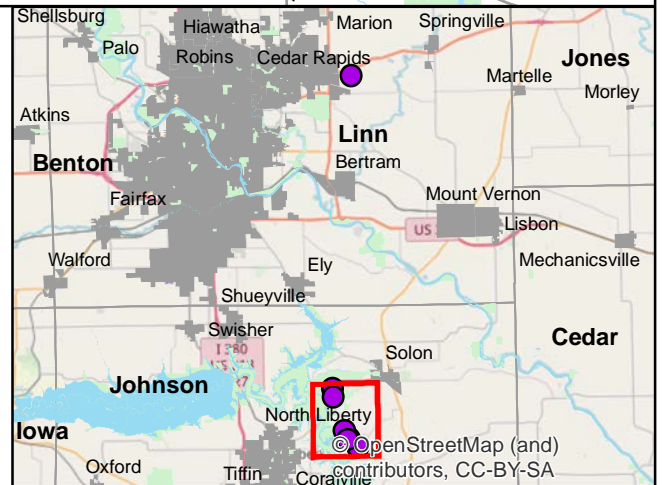 Shellsburg
Hiawatha
Marion
Springville
Palo
Robins
Cedar Rapids
Jones
Martelle
Morley
Atkins
Linn
Benton
Bertram
Fairfax
Mount Vernon
US
Lisbon
Walford
Mechanicsville
Ely
Shueyville
Swisher
I 380
Cedar
Solon
Johnson
North Liberty
Iowa
© OpenStreetMap (and)
contributors, CC-BY-SA
Oxford
Tiffin
Coralville